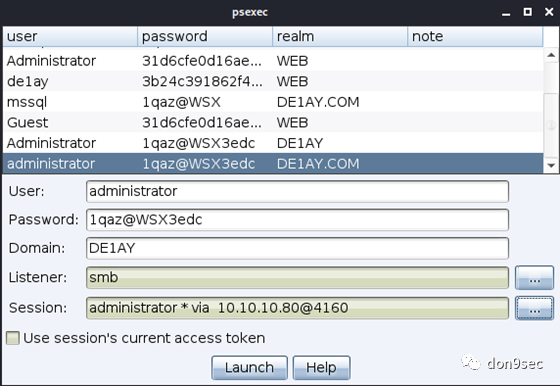 psexec
user password realm note
Administrator 31d6cfe0d16ae... WEB
de1ay 3b24c391862f4... WEB
mssql 1qaz@WSX DE1AY.COM
Guest 31d6cfe0d16ae... WEB
Administrator 1qaz@WSX3edc DE1AY
administrator 1qaz@WSX3edc DE1AY.COM
User: administrator
Password: 1qaz@WSX3edc
Domain: DE1AY
Listener: smb ...
Session: administrator * via 10.10.10.80@4160 ...
Use session's current access token
Launch Help
don9sec